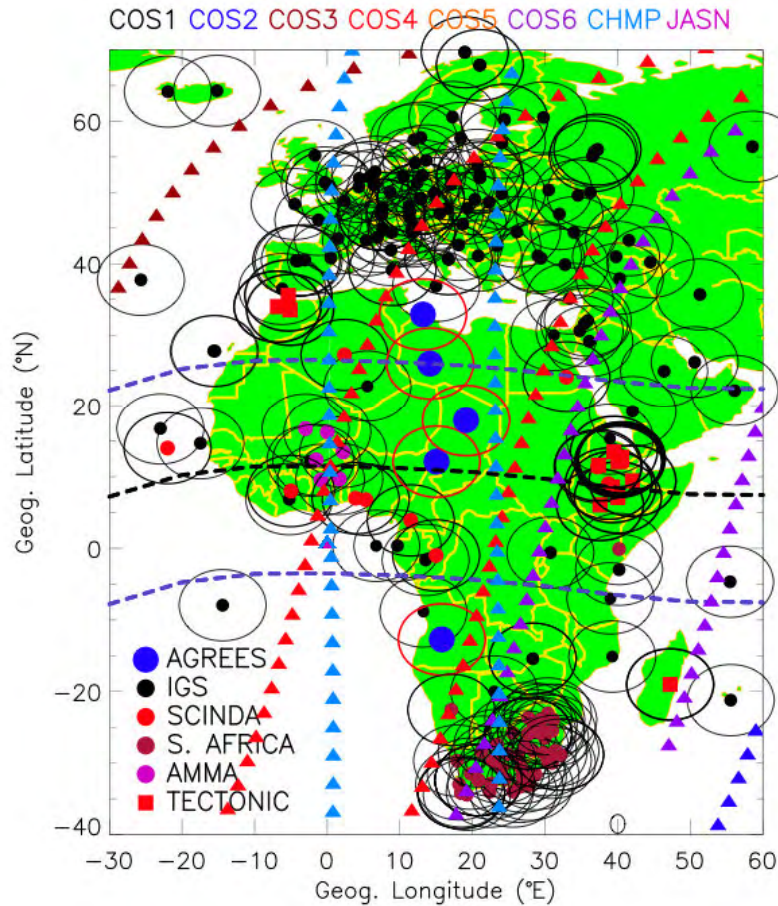 COS1 COS2 COS3 COS4 COS5 COS6 CHMP JASN
60
40
20
0
−20
−40
Geog. Latitude (°N)
AGREES
IGS
SCINDA
S. AFRICA
AMMA
TECTONIC
−30 −20 −10 0 10 20 30 40 50 60
Geog. Longitude (°E)